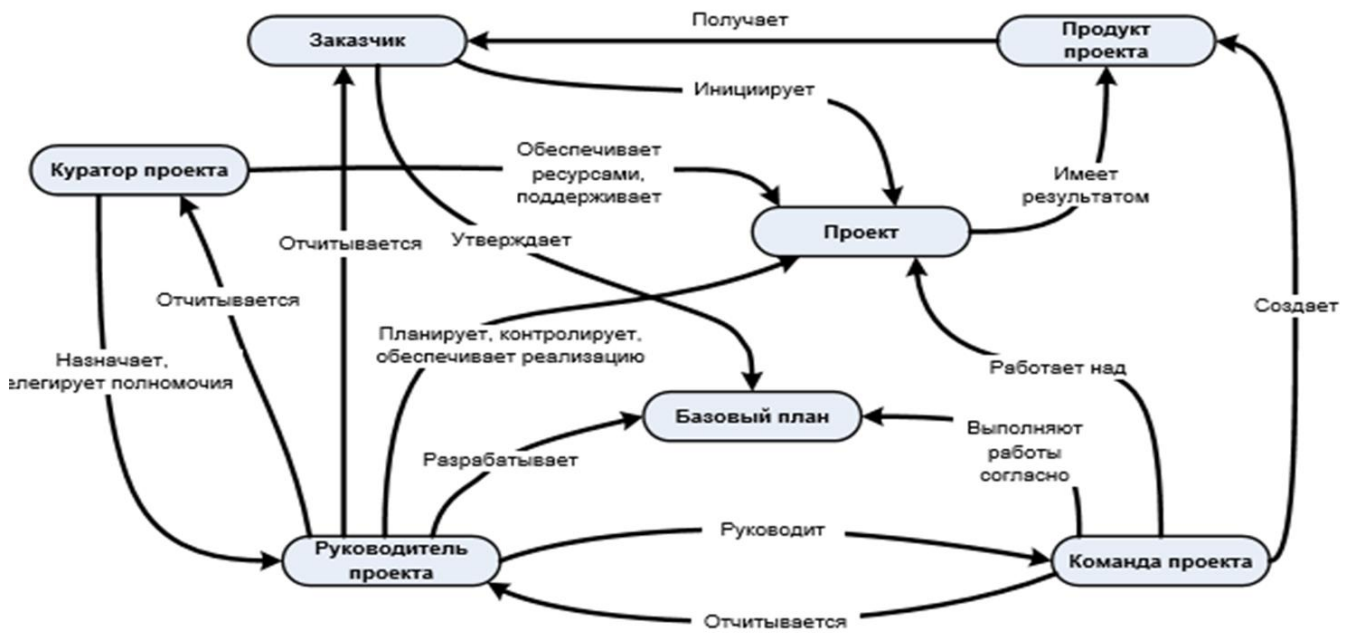 Получает
Заказчик
Продукт
проекта
Инициирует
Куратор проекта
Обеспечивает
ресурсами,
поддерживает
Имеет
результатом
Проект
Отчитывается
Утверждает
Отчитывается
Создает
Планирует, контролирует,
обеспечивает реализацию
Назначает,
елегирует полномочия
Работает над
Базовый план
Выполняют
работы
согласно
Разрабатывает
Руководит
Руководитель
проекта
Команда проекта
Отчитывается